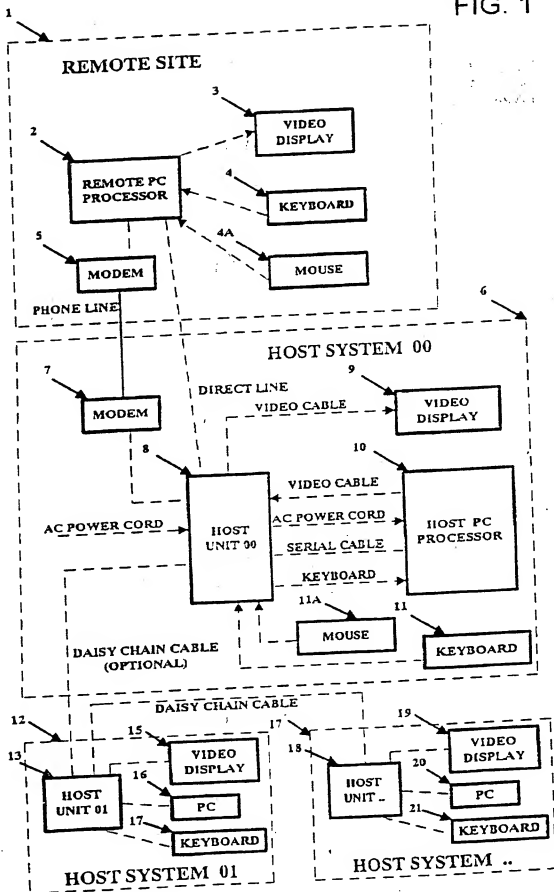 FIG. 1
1
REMOTE SITE
3
VIDEO
DISPLAY
2
REMOTE PC
PROCESSOR
4
KEYBOARD
4A
MOUSE
5
MODEM
PHONE LINE
6
HOST SYSTEM 00
7
MODEM
DIRECT LINE
VIDEO CABLE
9
VIDEO
DISPLAY
8
HOST
UNIT 00
10
HOST PC
PROCESSOR
VIDEO CABLE
AC POWER CORD
AC POWER CORD
SERIAL CABLE
KEYBOARD
11A
MOUSE
11
KEYBOARD
DAISY CHAIN CABLE
(OPTIONAL)
DAISY CHAIN CABLE
12
13
HOST
UNIT 01
15
VIDEO
DISPLAY
16
PC
17
KEYBOARD
HOST SYSTEM 01
17
18
HOST
UNIT ..
19
VIDEO
DISPLAY
20
PC
21
KEYBOARD
HOST SYSTEM ..